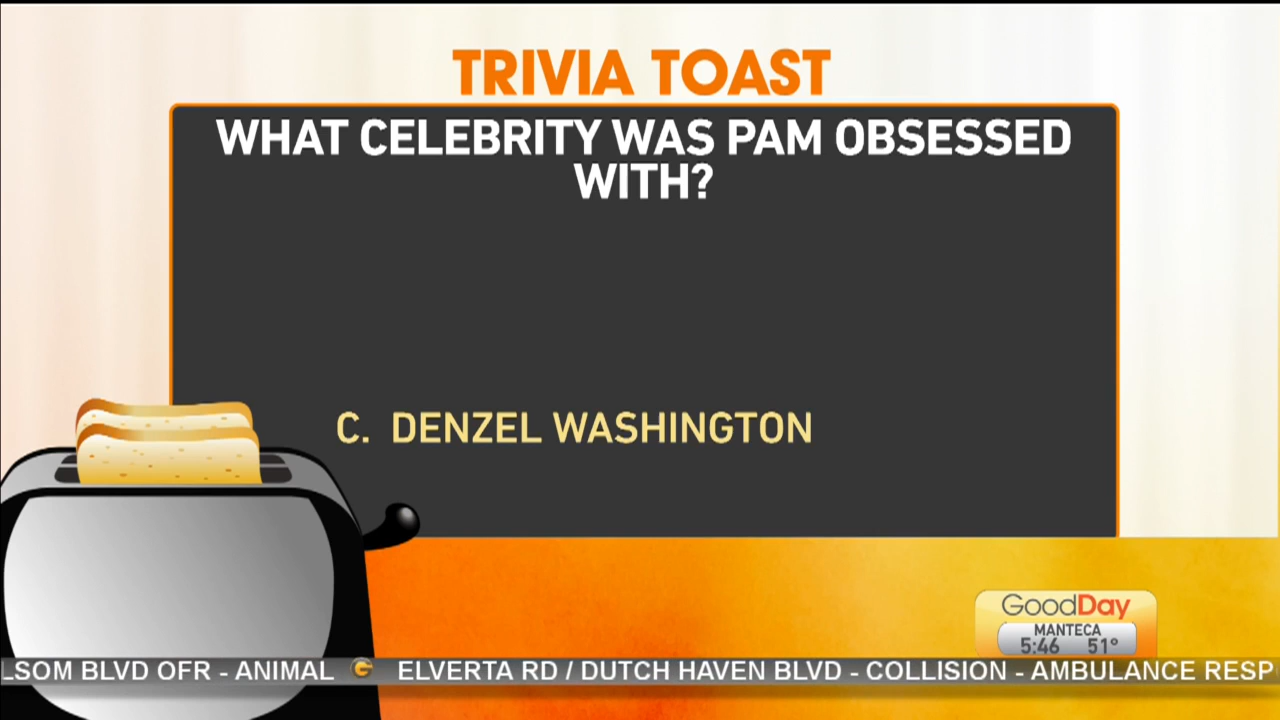 TRIVIA TOAST
WHAT CELEBRITY WAS PAM OBSESSED
WITH?
C. DENZEL WASHINGTON
GoodDay
MANTECA
5:46 51°
LSOM BLVD OFR - ANIMAL ELVERTA RD / DUTCH HAVEN BLVD - COLLISION - AMBULANCE RESP